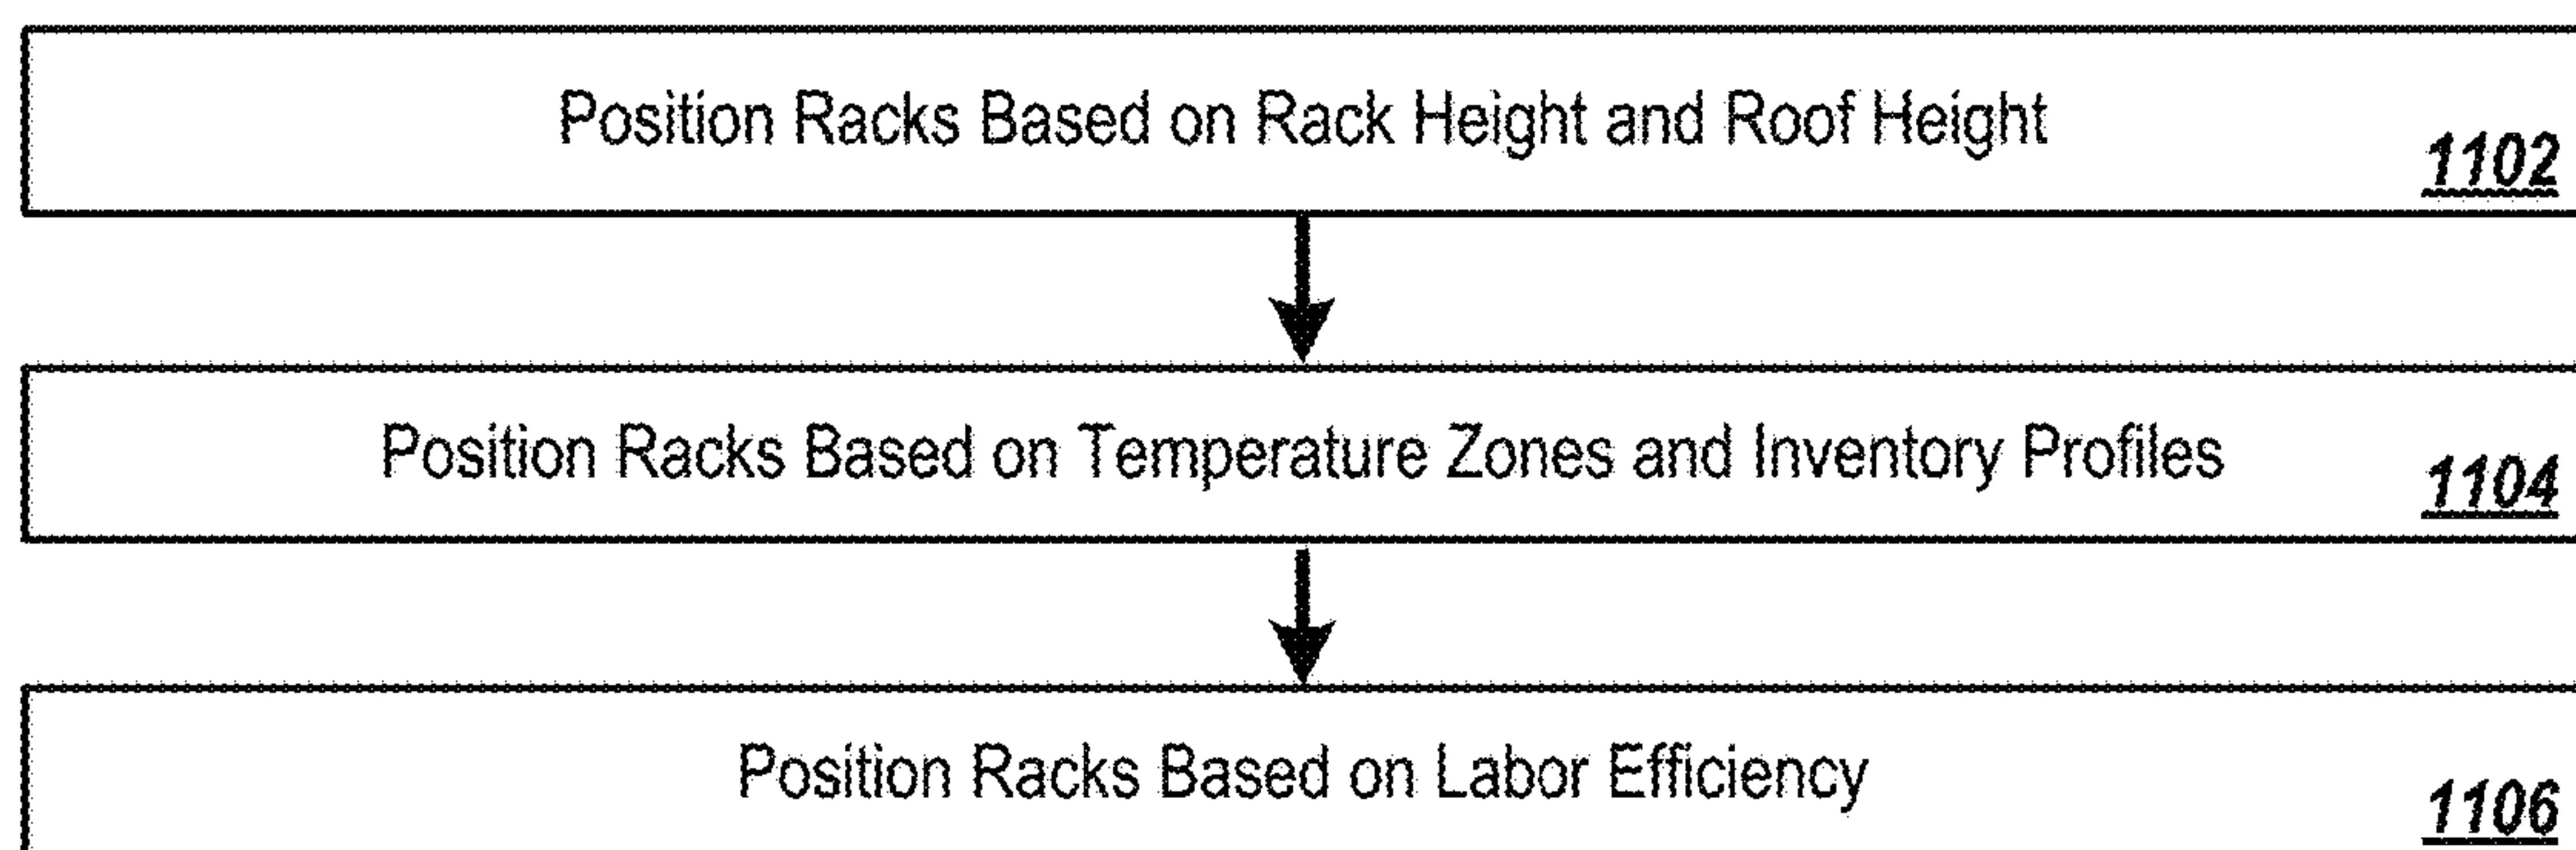 Position Racks Based on Rack Height and Roof Height
1102
Position Racks Based on Temperature Zones and Inventory Profiles
1104
Position Racks Based on Labor Efficiency
1106